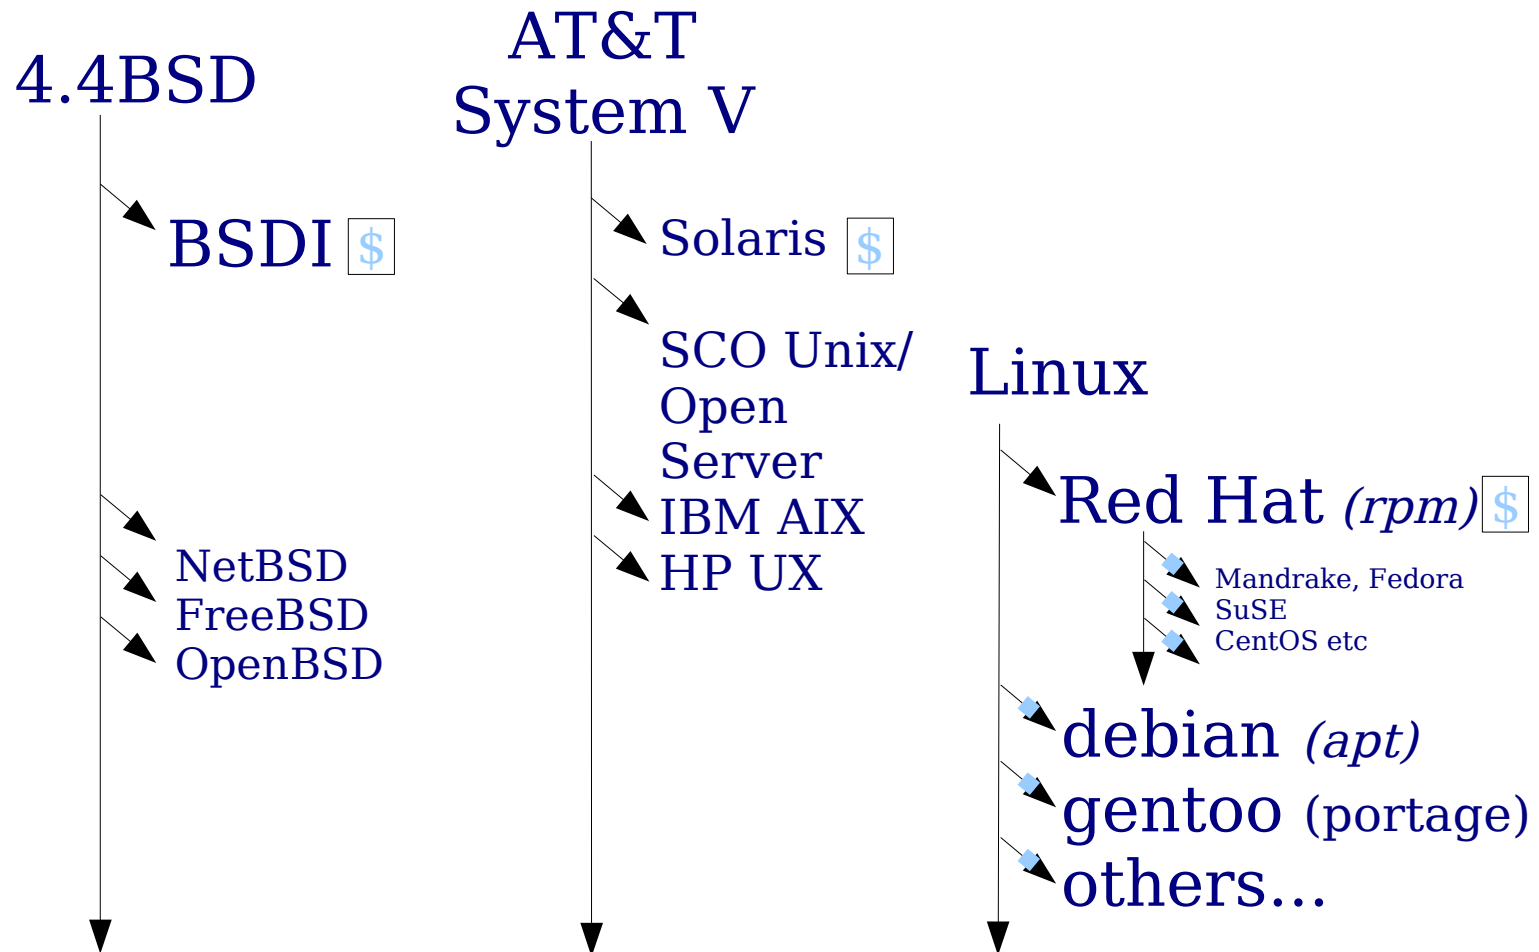 4.4BSD
BSDI $
NetBSD
FreeBSD
OpenBSD
AT&T
System V
Solaris $
SCO Unix/
Open
Server
IBM AIX
HP UX
Linux
Red Hat (rpm) $
Mandrake, Fedora
SuSE
CentOS etc
debian (apt)
gentoo (portage)
others...